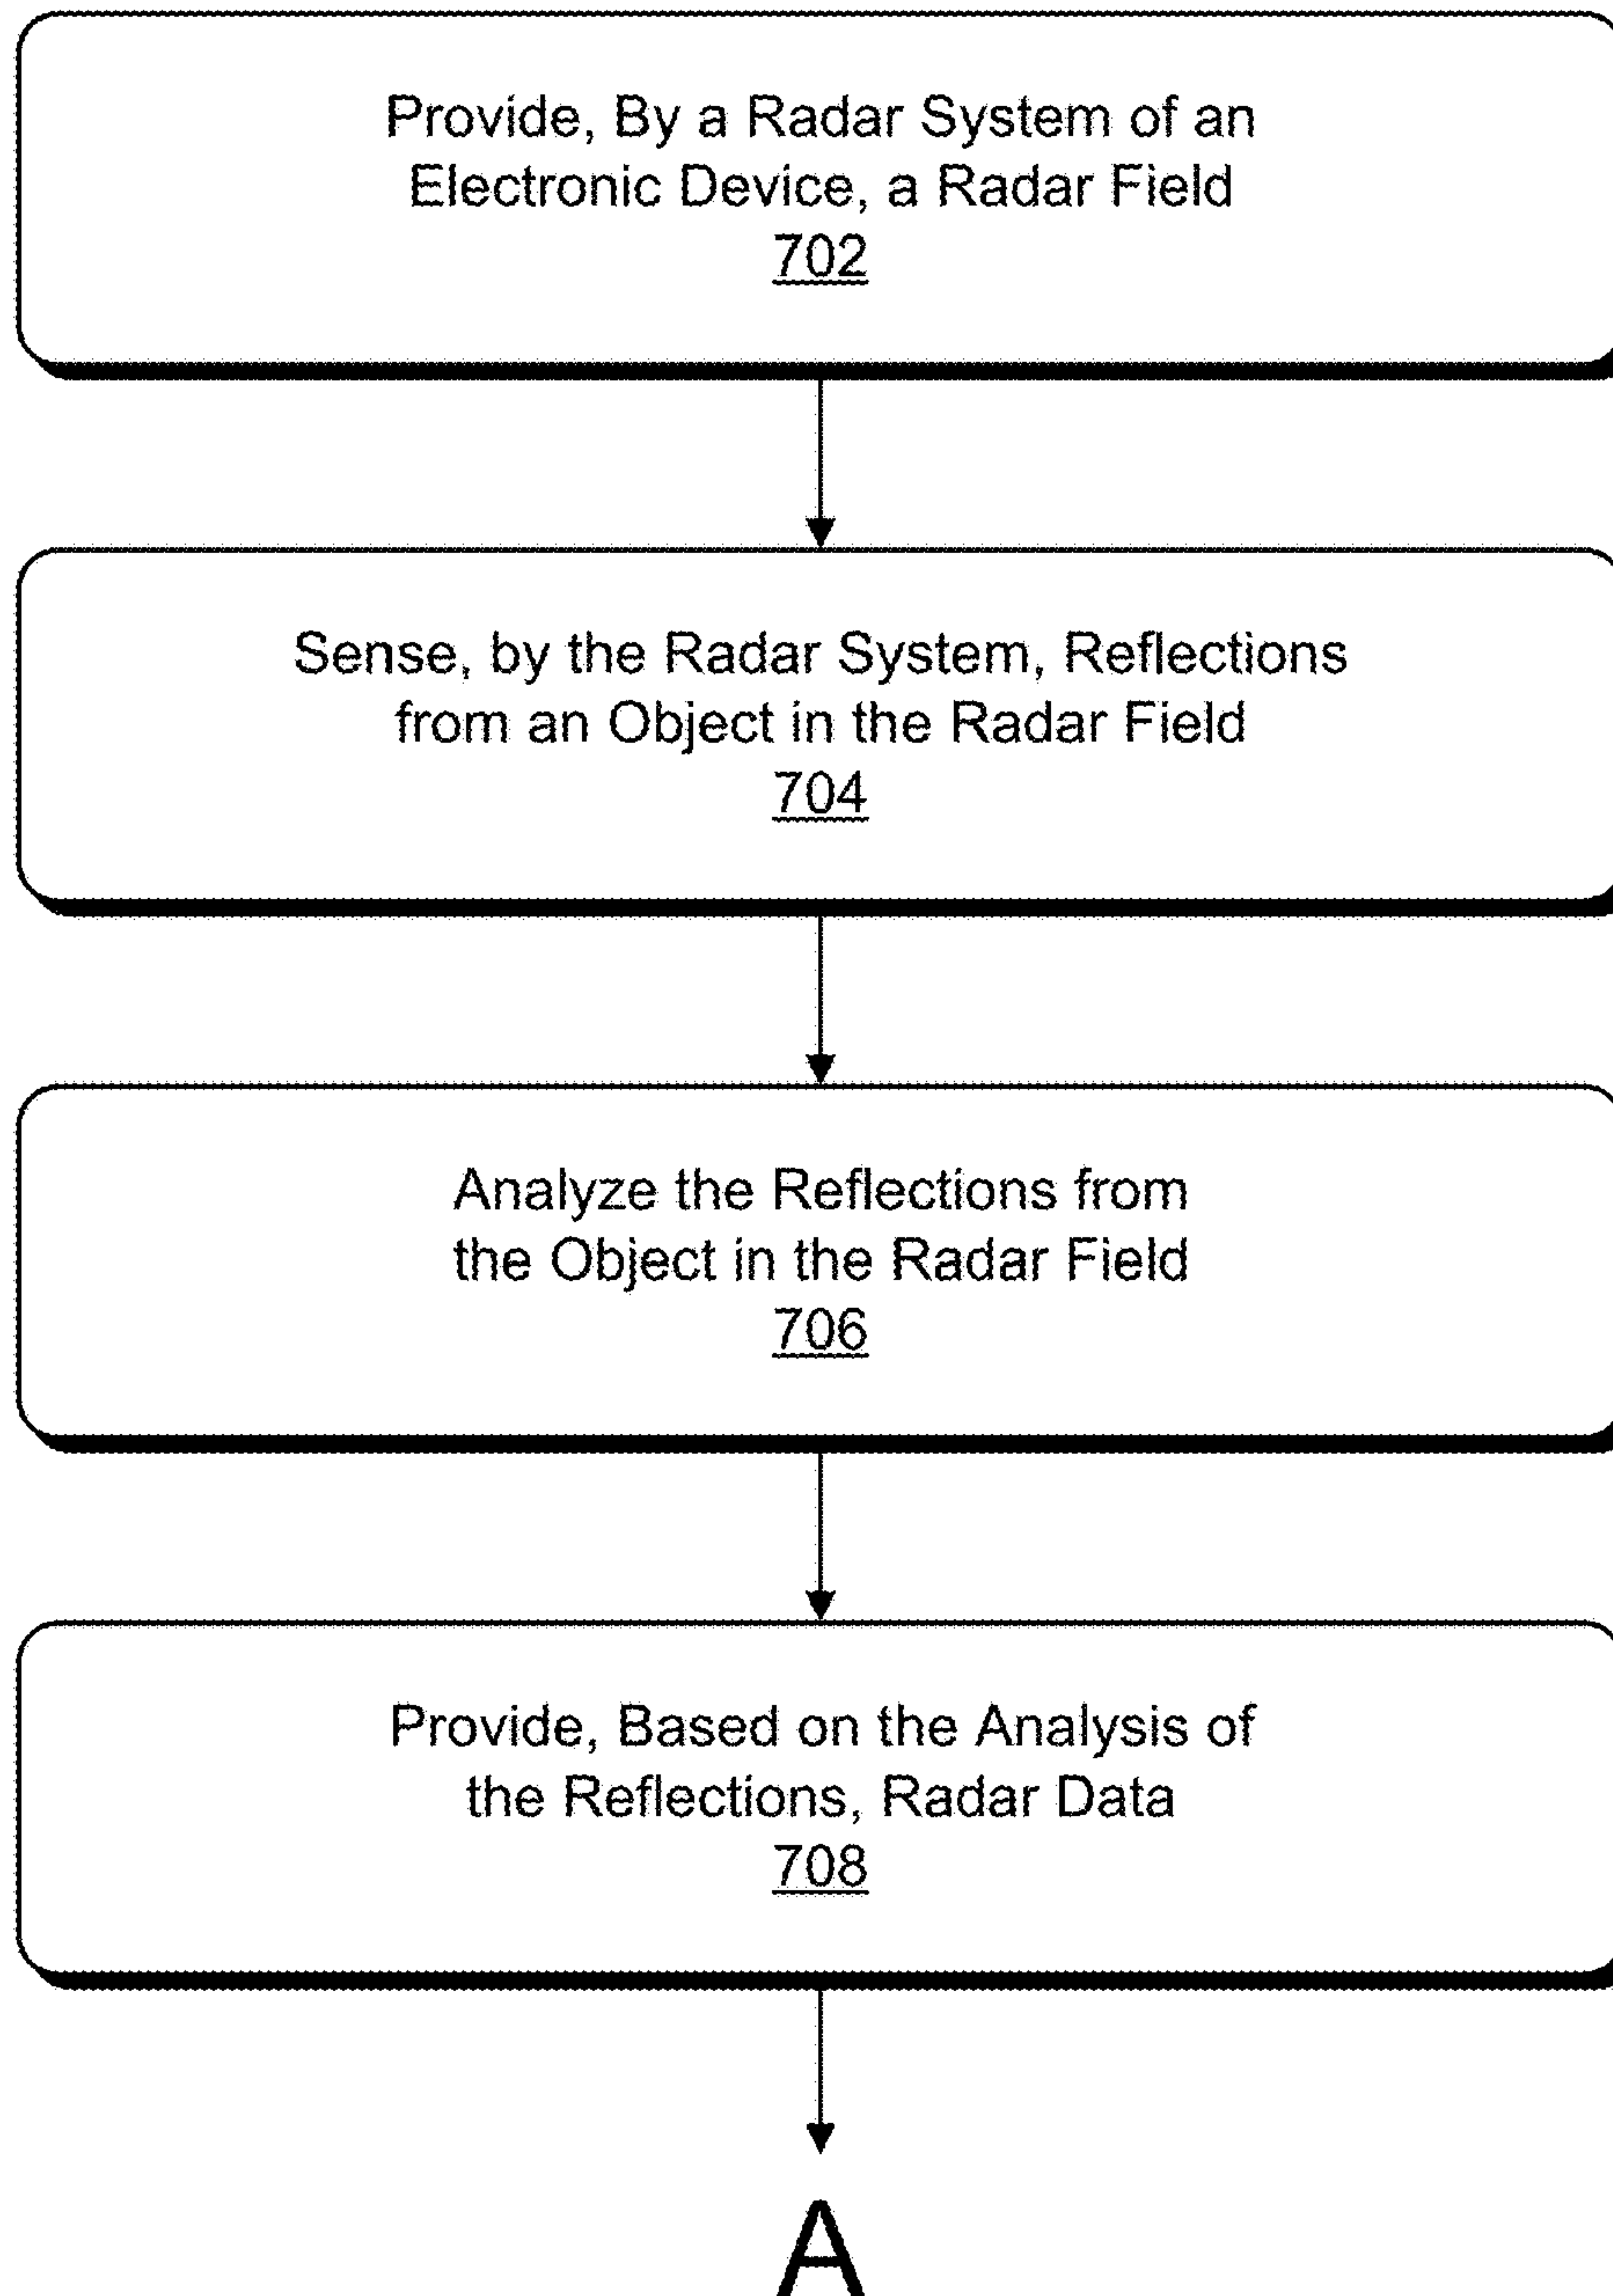 Provide, By a Radar System of an
Electronic Device, a Radar Field
702
Sense, by the Radar System, Reflections
from an Object in the Radar Field
704
Analyze the Reflections from
the Object in the Radar Field
706
Provide, Based on the Analysis of
the Reflections, Radar Data
708
A